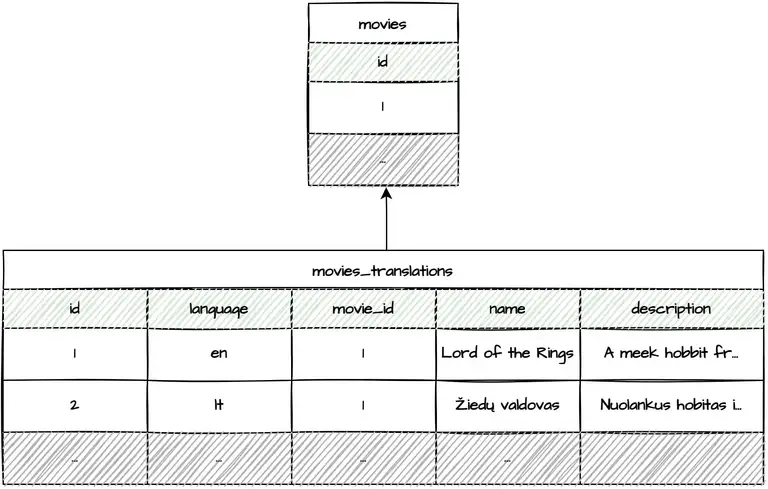 movies
id
1
...
movies_translations
id language movie_id name description
1 en 1 Lord of the Rings A meek hobbit fr...
2 lt 1 Žiedų valdovas Nuolankus hobitas i...
... ... ... ...